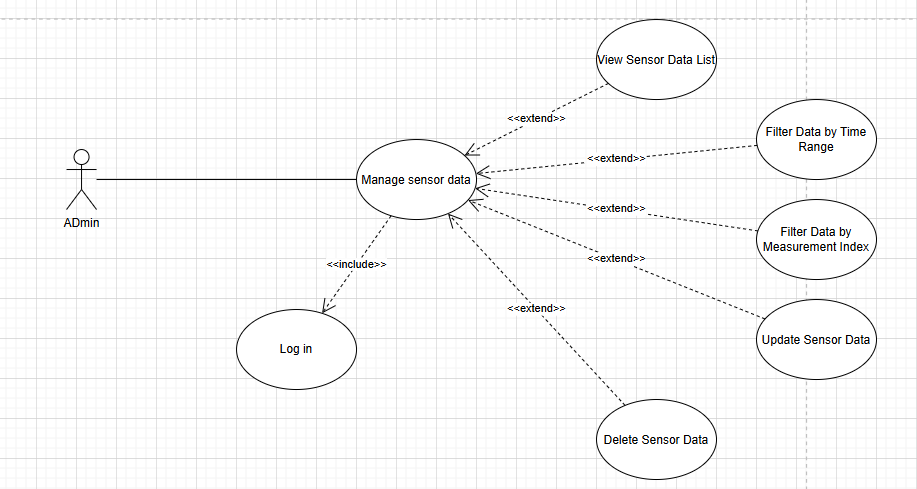 View Sensor Data List
<<extend>>
Filter Data by Time
Range
<<extend>>
Manage sensor data
<<extend>>
ADmin
Filter Data by
Measurement Index
<<extend>>
<<include>>
<<extend>>
Update Sensor Data
Log in
Delete Sensor Data